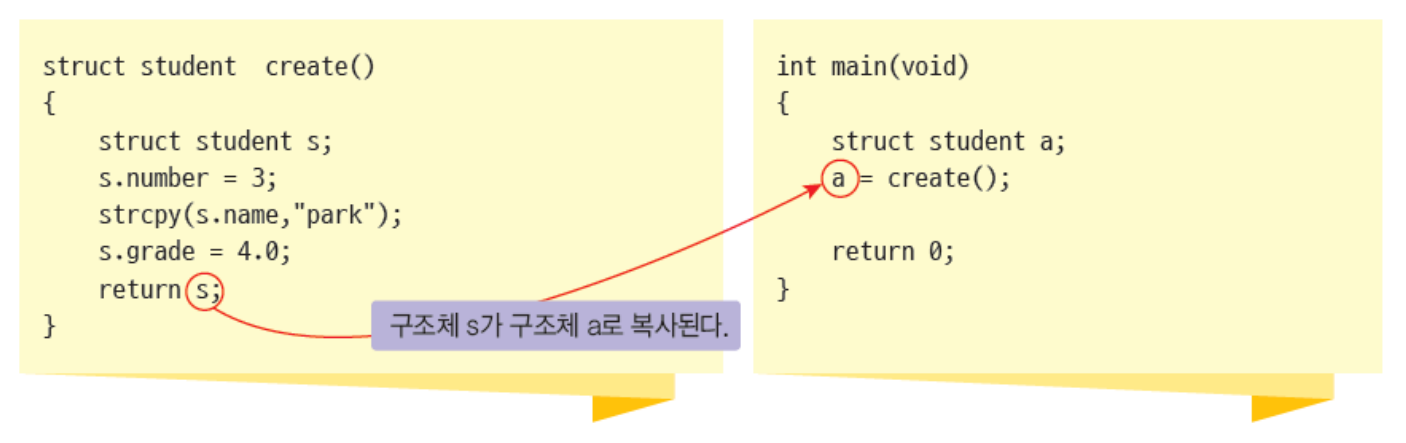 struct student  create()
{
    struct student s;
    s.number = 3;
    strcpy(s.name,"park");
    s.grade = 4.0;
    return s;
}
구조체 s가 구조체 a로 복사된다.
int main(void)
{
    struct student a;
    a = create();
    return 0;
}